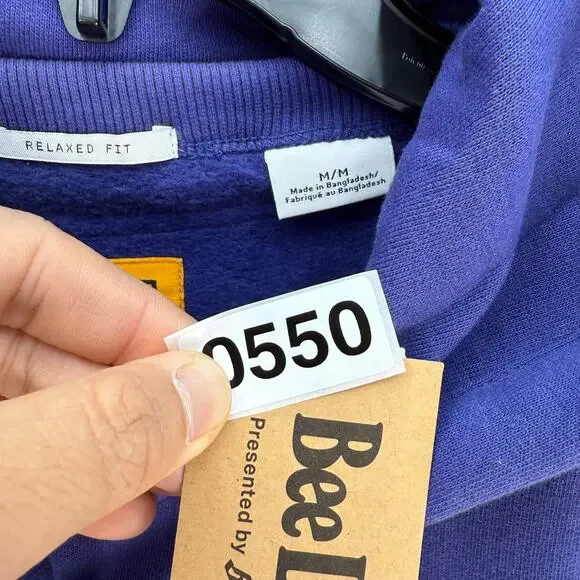 RELAXED FIT
M/M
Made in Bangladesh/
Fabriqué au Bangladesh
0550
Bee
Presented by